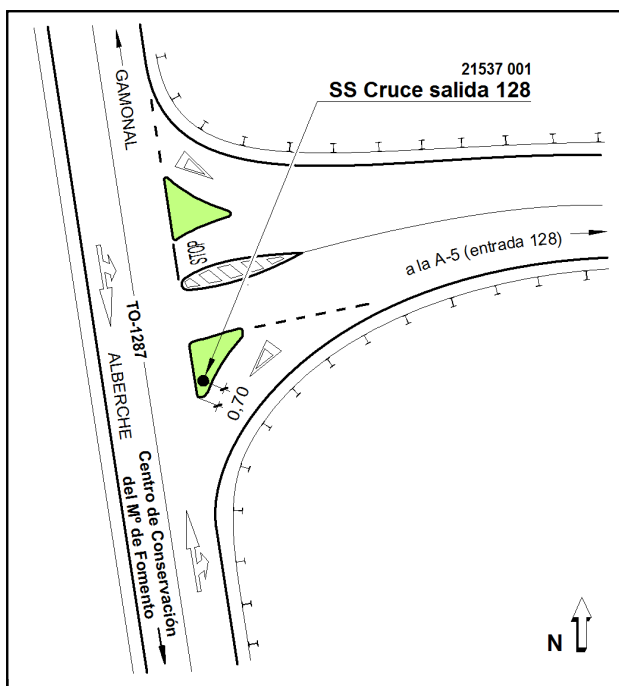 21537 001
SS Cruce salida 128
GAMONAL
STOP
a la A-5 (entrada 128)
TO-1287
ALBERCHE
0,70
Centro de Conservación
del Mº de Fomento
N